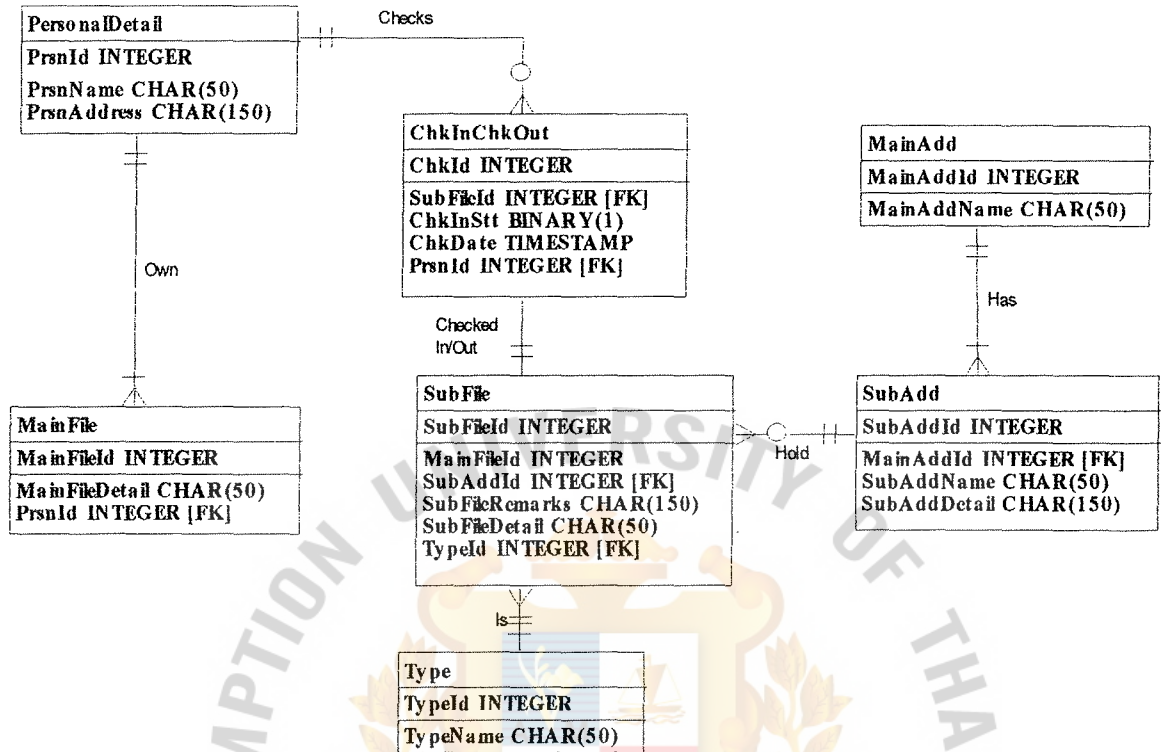 PersonalDetail
PrsnId INTEGER
PrsnName CHAR(50)
PrsnAddress CHAR(150)
Checks
ChkInChkOut
ChkId INTEGER
SubFileId INTEGER [FK]
ChkInStt BINARY(1)
ChkDate TIMESTAMP
PrsnId INTEGER [FK]
MainAdd
MainAddId INTEGER
MainAddName CHAR(50)
Own
Has
Checked
In/Out
MainFile
MainFileId INTEGER
MainFileDetail CHAR(50)
PrsnId INTEGER [FK]
SubFile
SubFileId INTEGER
MainFileId INTEGER
SubAddId INTEGER [FK]
SubFileRemarks CHAR(150)
SubFileDetail CHAR(50)
TypeId INTEGER [FK]
Hold
SubAdd
SubAddId INTEGER
MainAddId INTEGER [FK]
SubAddName CHAR(50)
SubAddDetail CHAR(150)
Is
Type
TypeId INTEGER
TypeName CHAR(50)
MPTION UNIVERSITY OF THA